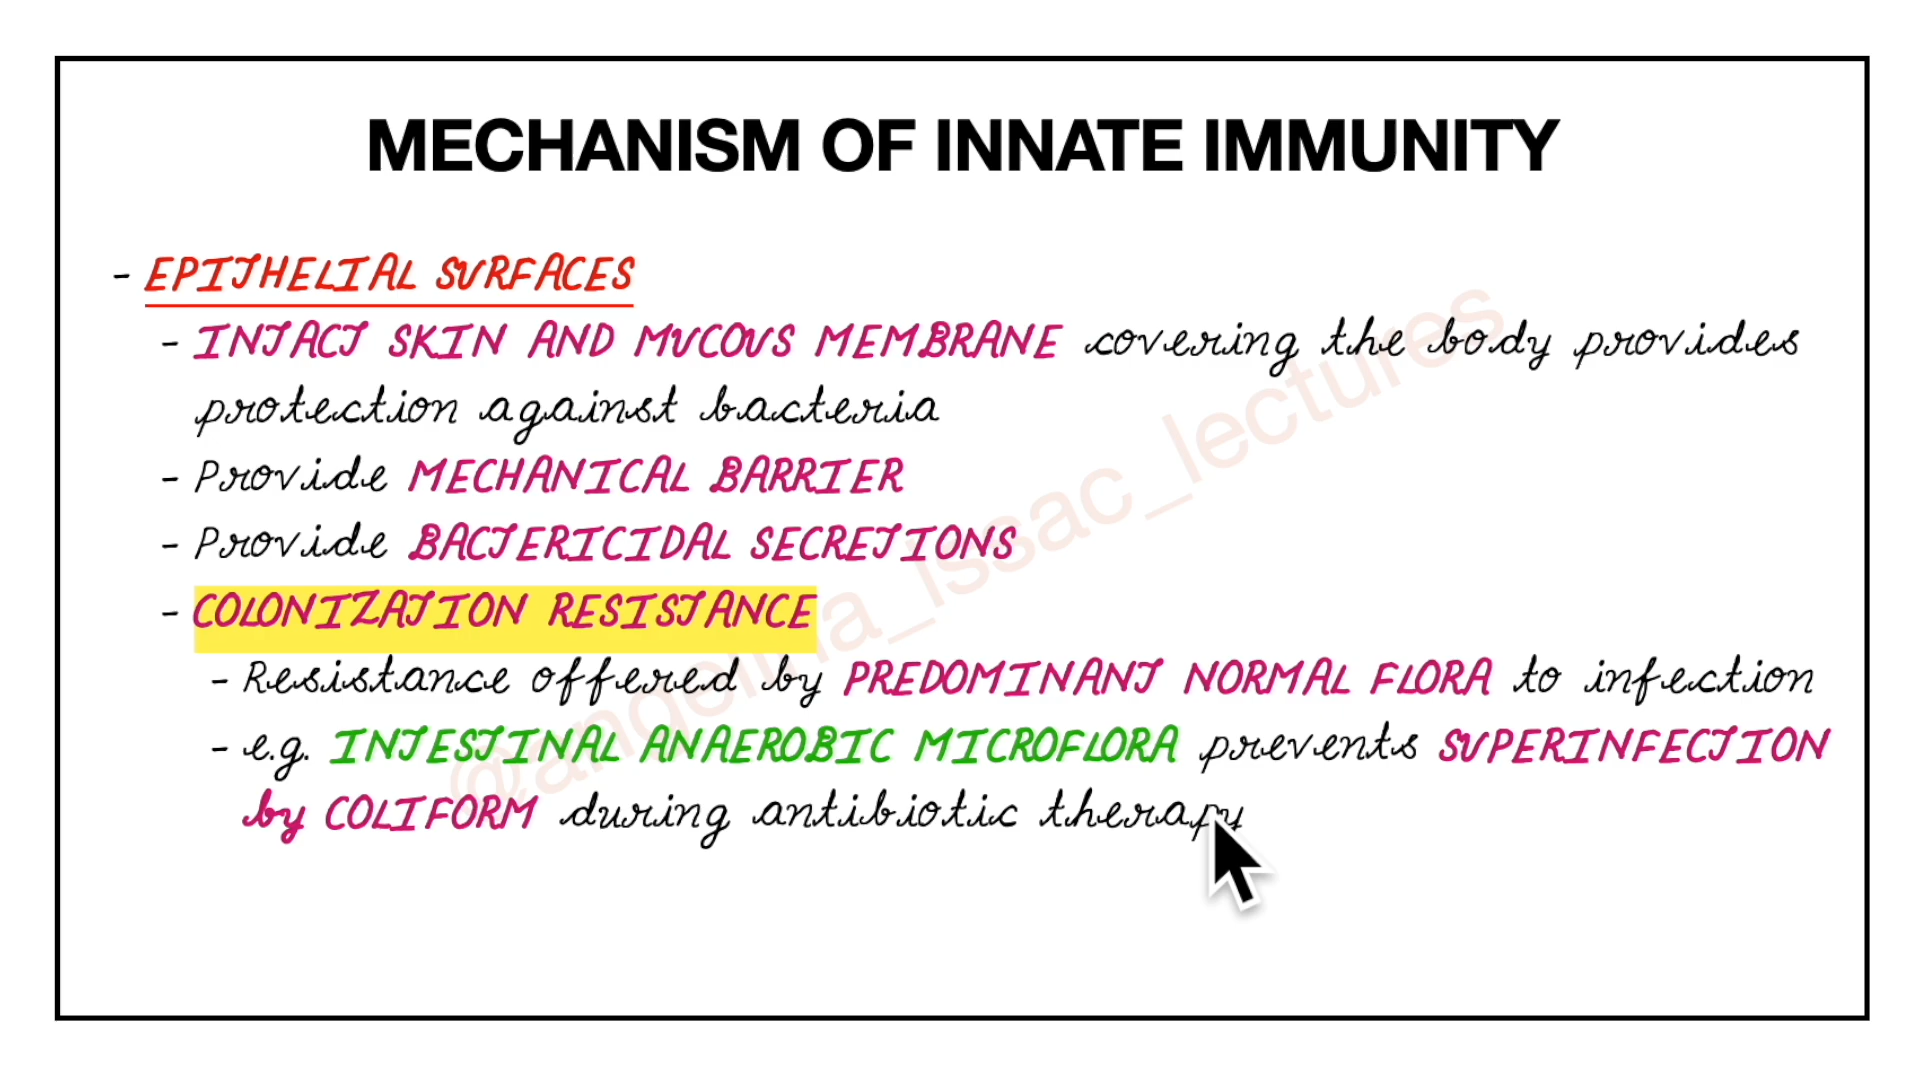 MECHANISM OF INNATE IMMUNITY
- EPITHELIAL SURFACES
- INTACT SKIN AND MUCOUS MEMBRANE covering the body provides
protection against bacteria
- Provide MECHANICAL BARRIER
- Provide BACTERICIDAL SECRETIONS
- COLONIZATION RESISTANCE
- Resistance offered by PREDOMINANT NORMAL FLORA to infection
- e.g. INTESTINAL ANAEROBIC MICROFLORA prevents SUPERINFECTION
by COLIFORM during antibiotic therapy
@angelina_issac_lectures